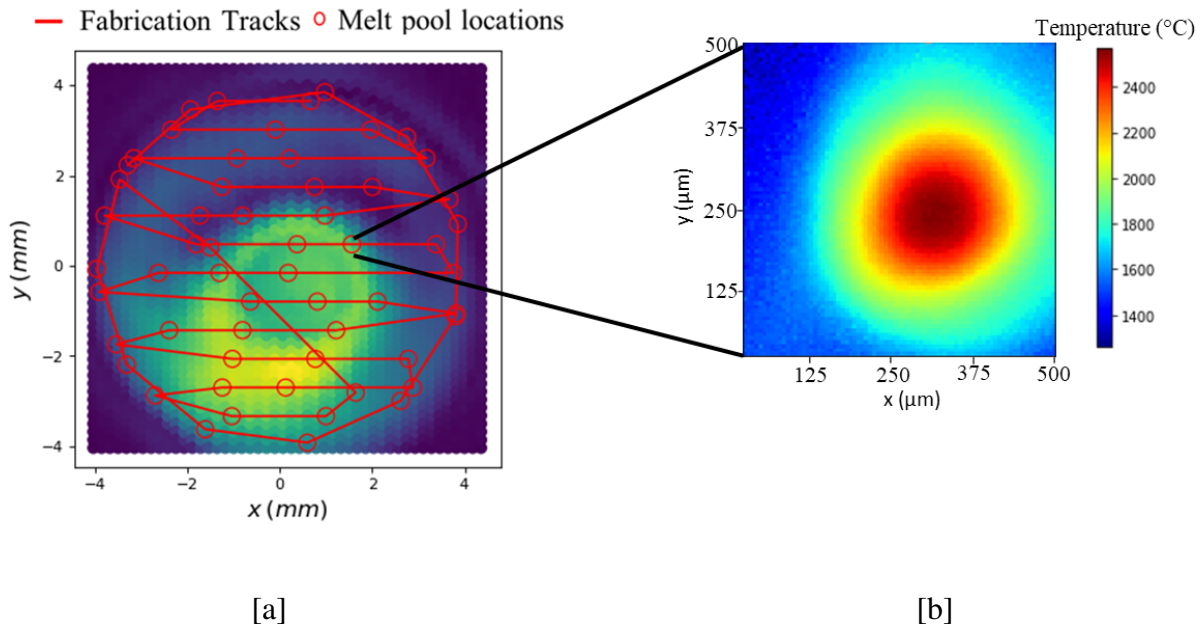 Fabrication Tracks Melt pool locations
4
2
0
−2
−4
y (mm)
−4 −2 0 2 4
x (mm)
[a]
500
375
250
125
y (µm)
125 250 375 500
x (µm)
Temperature (°C)
2400
2200
2000
1800
1600
1400
[b]